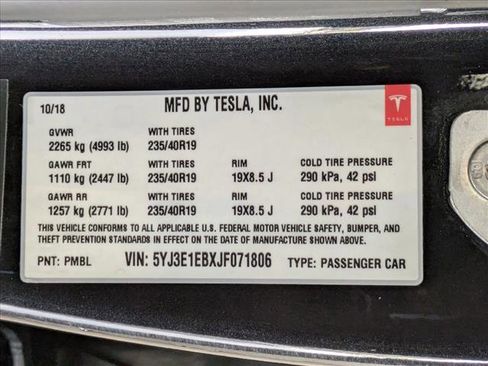 10/18 MFD BY TESLA, INC.
TESLA
GVWR WITH TIRES
2265 kg (4993 lb) 235/40R19
GAWR FRT WITH TIRES RIM COLD TIRE PRESSURE
1110 kg (2447 lb) 235/40R19 19X8.5 J 290 kPa, 42 psi
GAWR RR WITH TIRES RIM COLD TIRE PRESSURE
1257 kg (2771 lb) 235/40R19 19X8.5 J 290 kPa, 42 psi
THIS VEHICLE CONFORMS TO ALL APPLICABLE U.S. FEDERAL MOTOR VEHICLE SAFETY, BUMPER, AND
THEFT PREVENTION STANDARDS IN EFFECT ON THE DATE OF MANUFACTURE SHOWN ABOVE.
PNT: PMBL VIN: 5YJ3E1EBXJF071806 TYPE: PASSENGER CAR